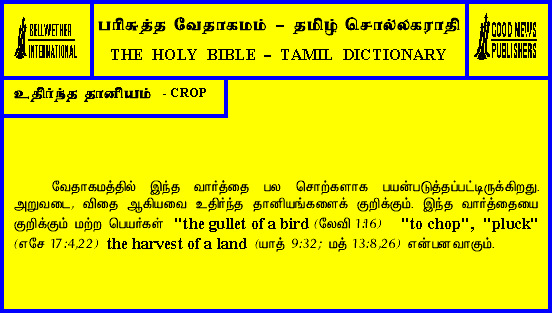 BELLWETHER
INTERNATIONAL
பரிசுத்த வேதாகமம் – தமிழ் சொல்லகராதி
THE HOLY BIBLE – TAMIL DICTIONARY
GOOD NEWS
PUBLISHERS
உதிர்ந்த தானியம் - CROP
வேதாகமத்தில் இந்த வார்த்தை பல சொற்களாக பயன்படுத்தப்பட்டிருக்கிறது.
அறுவடை, விதை ஆகியவை உதிர்ந்த தானியங்களைக் குறிக்கும். இந்த வார்த்தையை
குறிக்கும் மற்ற பெயர்கள் "the gullet of a bird (லேவி 1:16) "to chop", "pluck"
(எசே 17:4,22) the harvest of a land (யாத் 9:32; மத் 13:8,26) என்பனவாகும்.